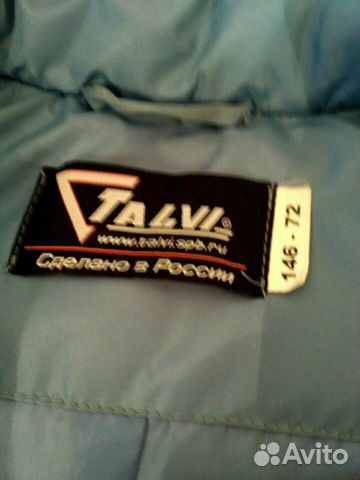 TALVI®
www.talvi.spb.ru
Сделано в России
146-72
Avito